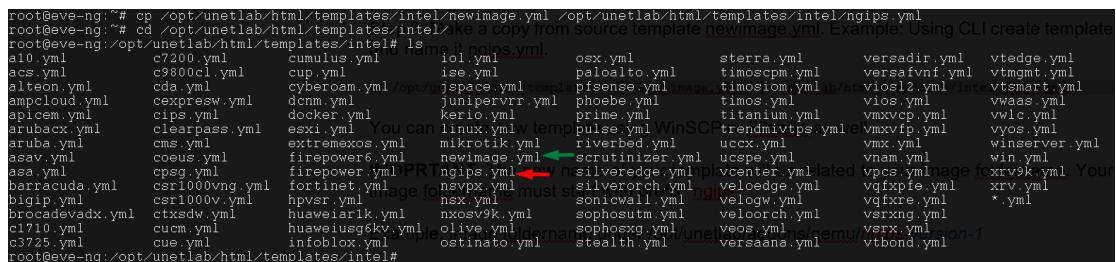 root@eve-ng:~# cp /opt/unetlab/html/templates/intel/newimage.yml /opt/unetlab/html/templates/intel/ngips.yml
root@eve-ng:~# cd /opt/unetlab/html/templates/intel/
root@eve-ng:/opt/unetlab/html/templates/intel# ls
a10.yml c7200.yml cumulus.yml iol.yml osx.yml sterra.yml versadir.yml vtedge.yml
acs.yml c9800cl.yml cup.yml ise.yml paloalto.yml timoscpm.yml versafvnf.yml vtmgmt.yml
alteon.yml cda.yml cyberoam.yml jspace.yml pfsense.yml timosiom.yml viosl2.yml vtsmart.yml
ampcloud.yml cexpresw.yml dcnm.yml junipervrr.yml phoebe.yml timos.yml vios.yml vwaas.yml
apicem.yml cips.yml docker.yml kerio.yml prime.yml titanium.yml vmxvcp.yml vwlc.yml
arubacx.yml clearpass.yml esxi.yml linux.yml pulse.yml trendmicro.yml vmxvfp.yml vyos.yml
aruba.yml cms.yml extremexos.yml mikrotik.yml riverbed.yml uccx.yml vmx.yml winserver.yml
asav.yml coeus.yml firepower6.yml newimage.yml scrutinizer.yml ucspe.yml vnam.yml win.yml
asa.yml cpsg.yml firepower.yml ngips.yml silveredge.yml vcenter.yml vpcs.yml xrv9k.yml
barracuda.yml csr1000vng.yml fortinet.yml nsvpx.yml silverorch.yml veloedge.yml vqfxpfe.yml xrv.yml
bigip.yml csr1000v.yml hpvsr.yml nsx.yml sonicwall.yml velogw.yml vqfxre.yml *.yml
brocadevadx.yml ctxsdw.yml huaweiar1k.yml nxosv9k.yml sophosutm.yml veloorch.yml vsrxng.yml
c1710.yml cucm.yml huaweiusg6kv.yml olive.yml sophosxg.yml veos.yml vsrx.yml
c3725.yml cue.yml infoblox.yml ostinato.yml stealth.yml versaana.yml vtbond.yml
root@eve-ng:/opt/unetlab/html/templates/intel#